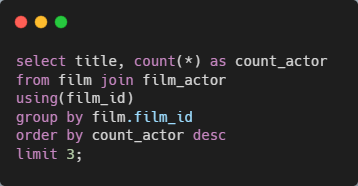 select title, count(*) as count_actor
from film join film_actor
using(film_id)
group by film.film_id
order by count_actor desc
limit 3;